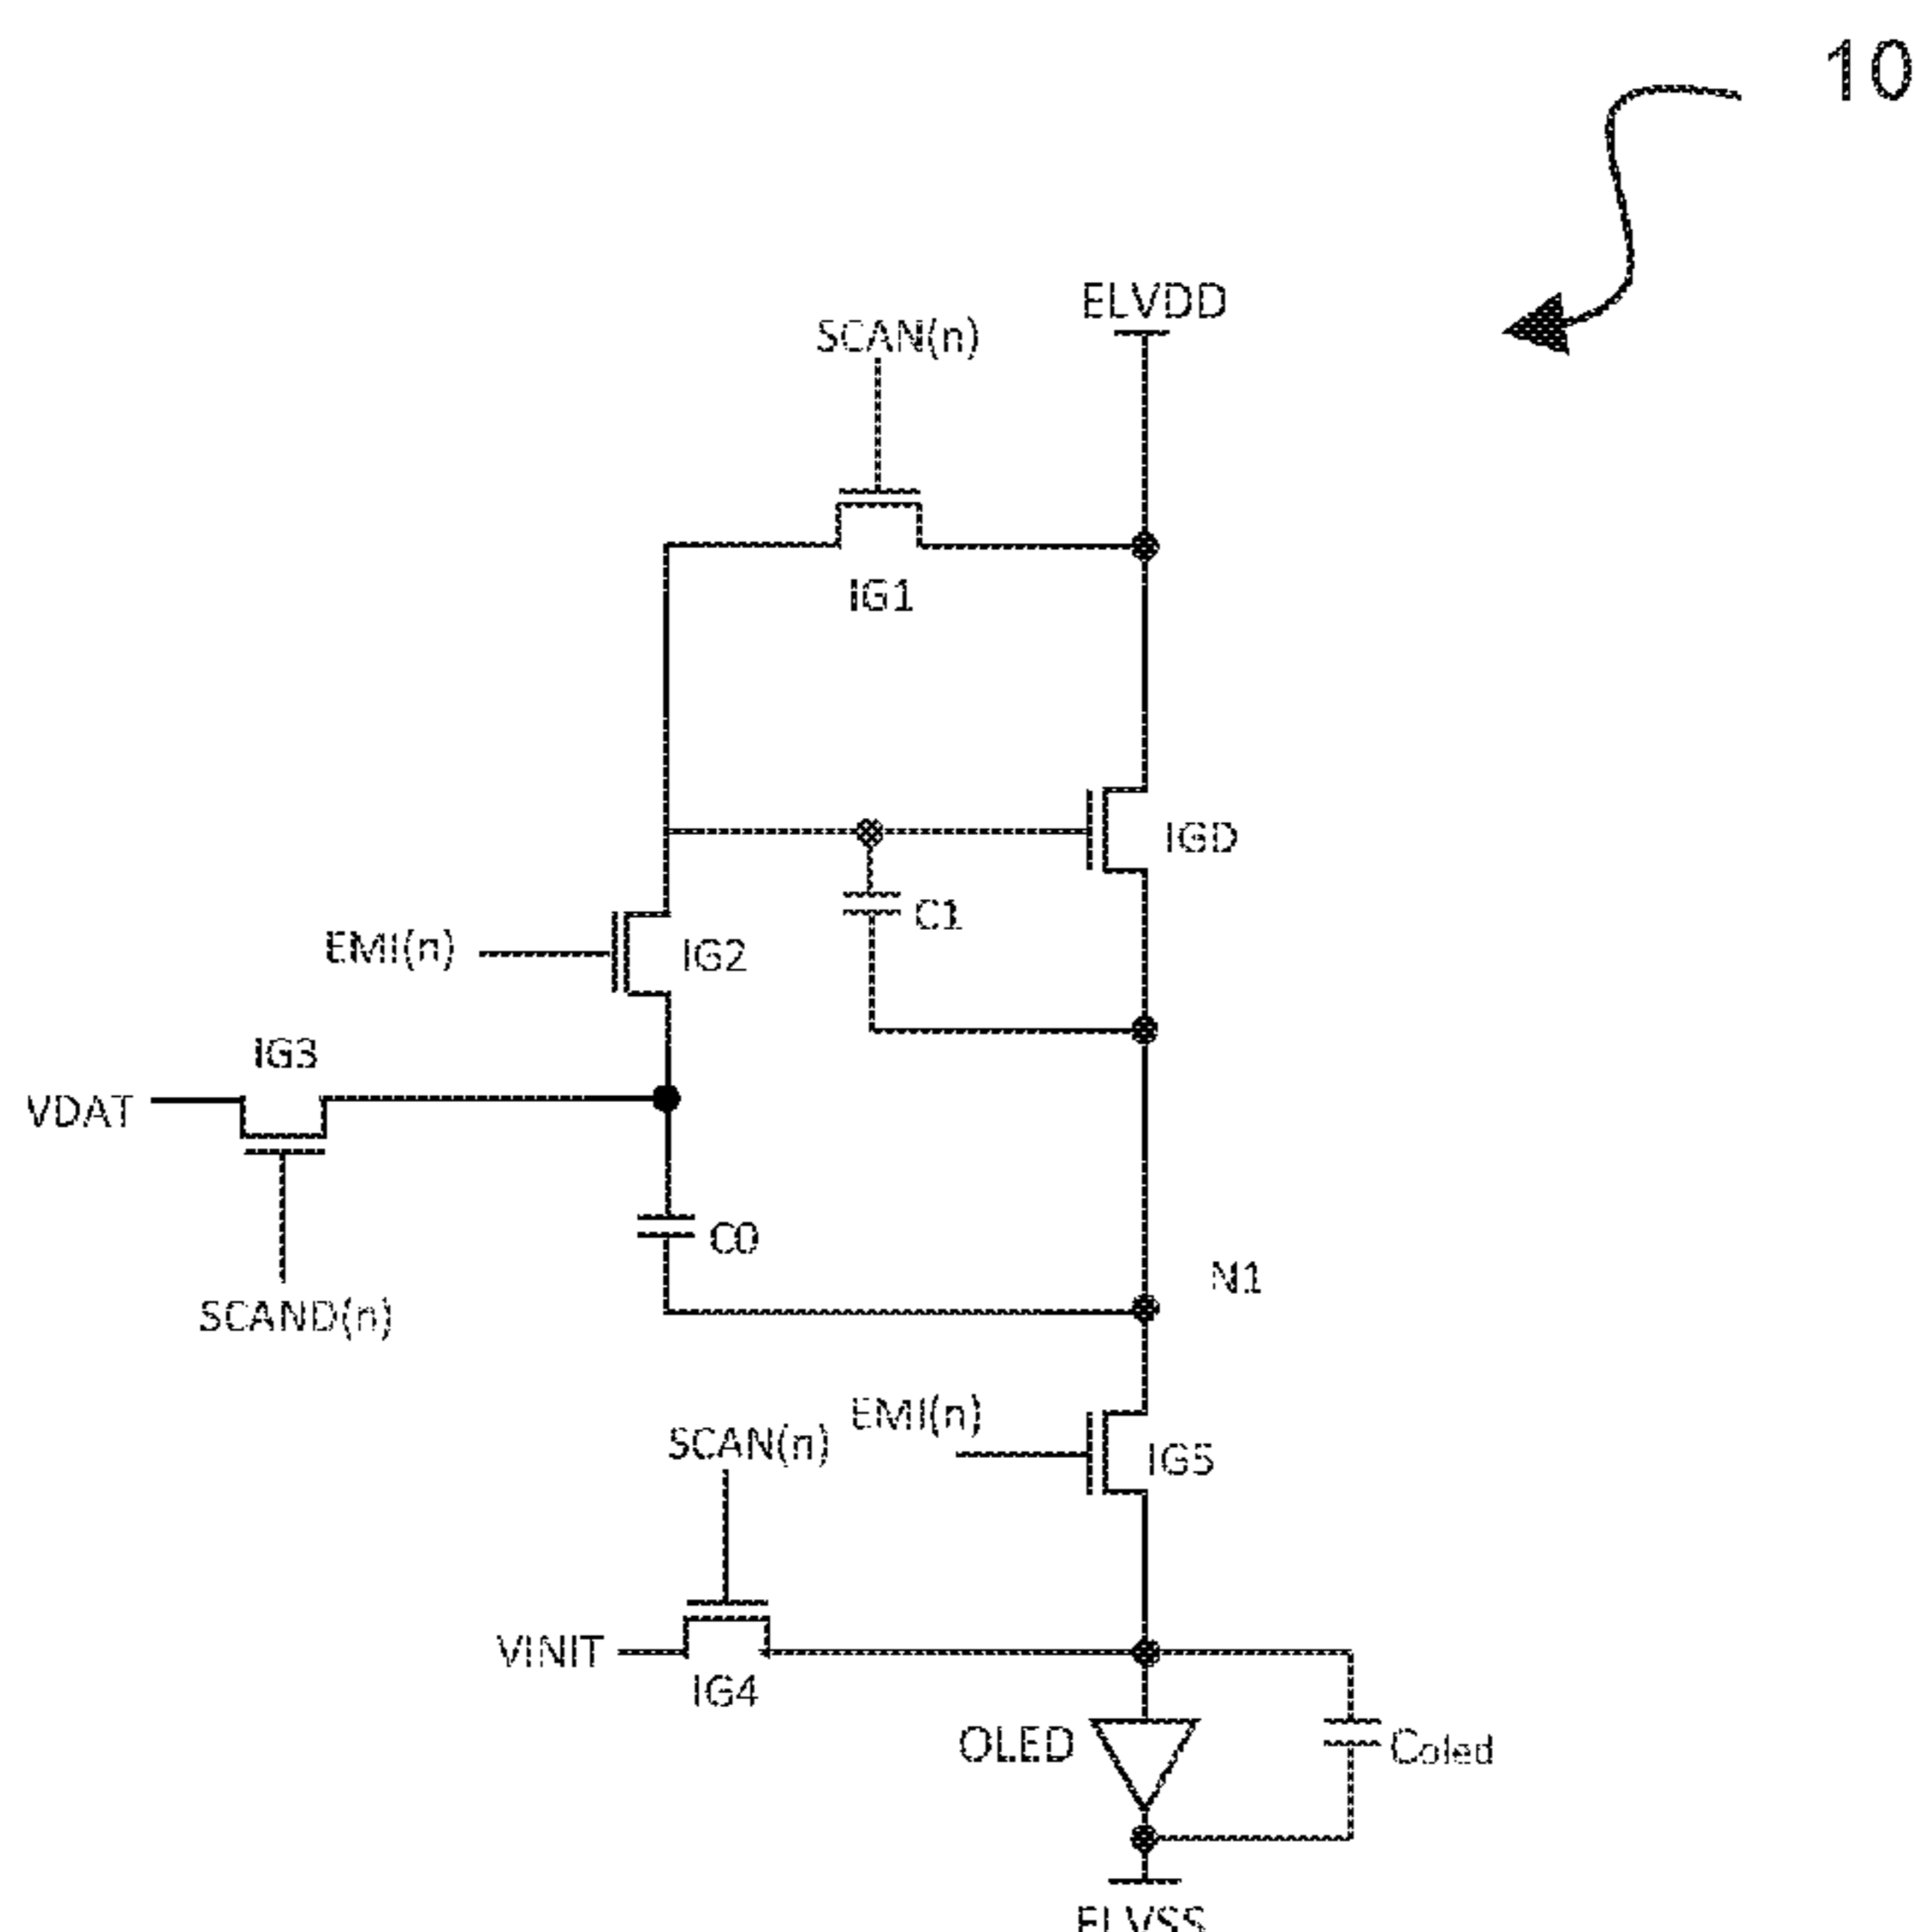 10
ELVDD
SCAN(n)
IG1
IGD
C1
EMI(n)
IG2
IG3
VDAT
C0
N1
SCAND(n)
EMI(n)
SCAN(n)
IG5
VINIT
IG4
OLED
Coled
ELVSS